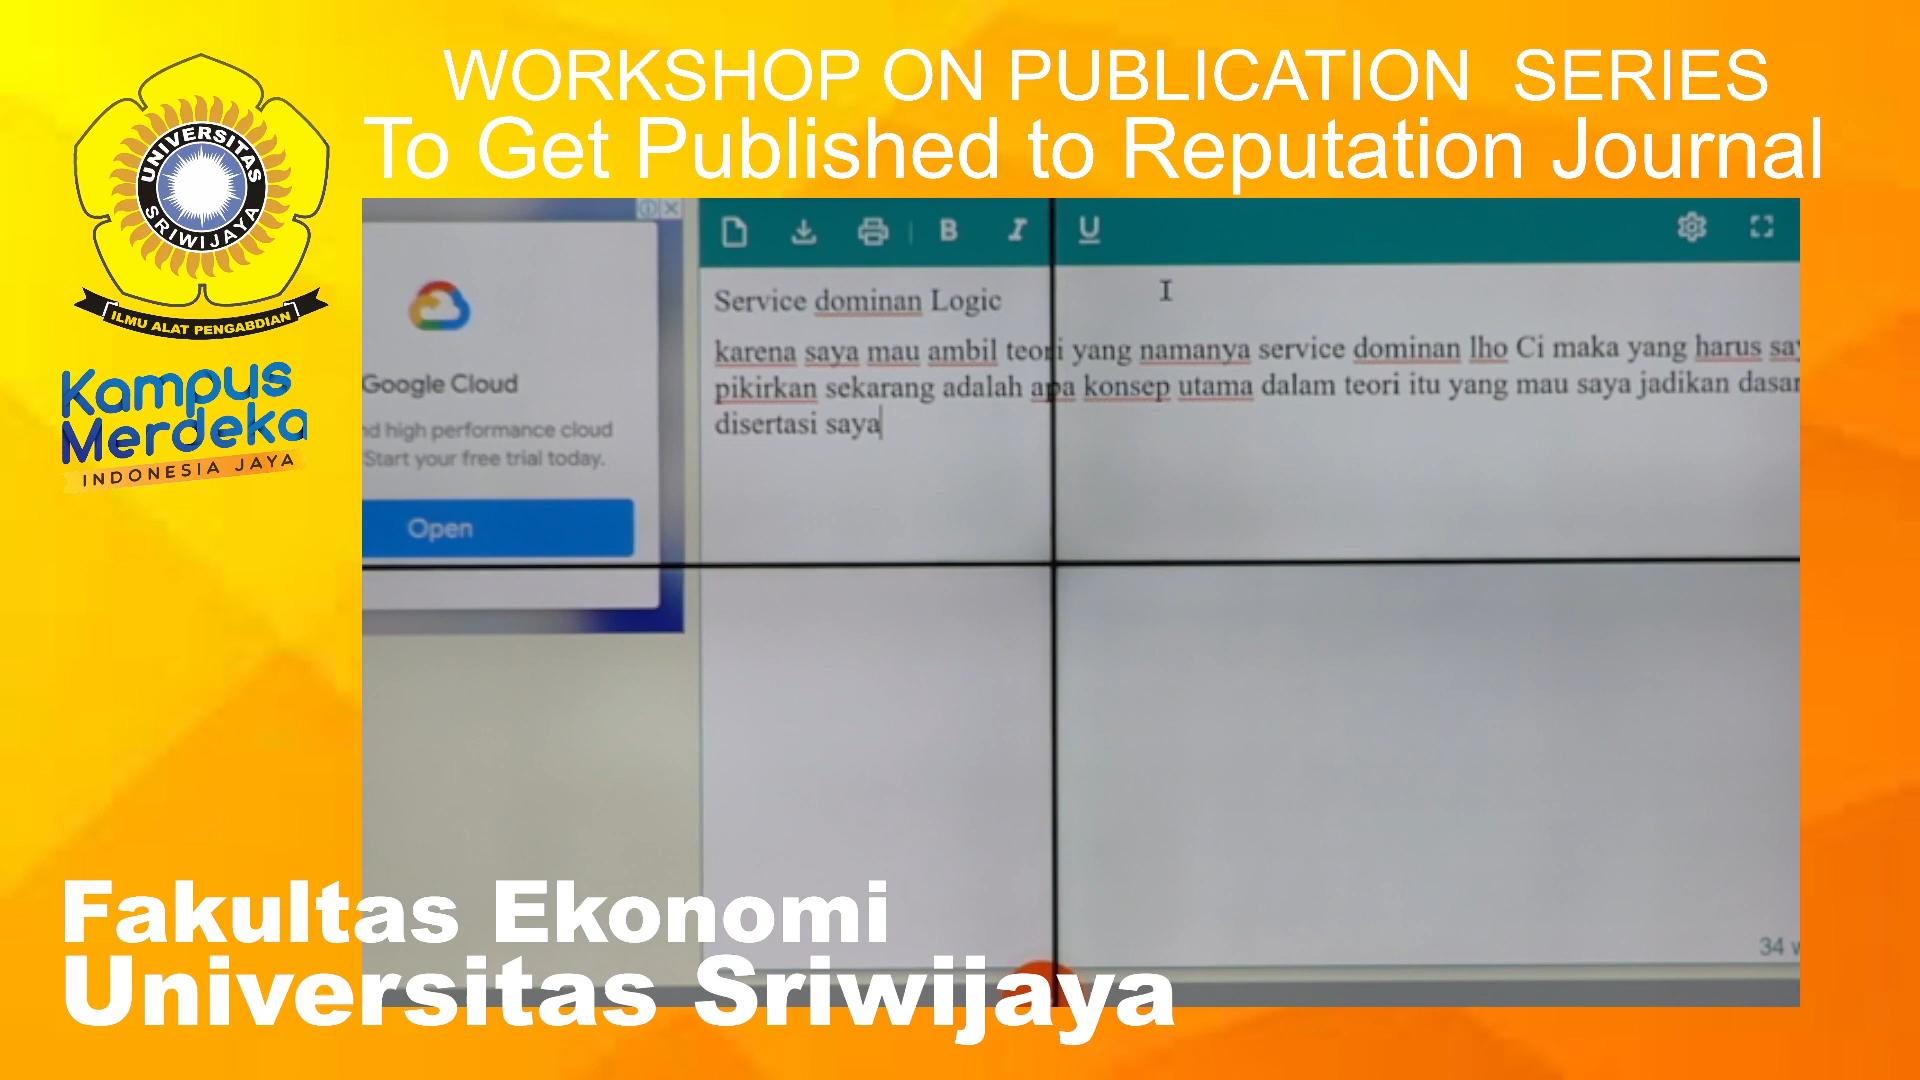 WORKSHOP ON PUBLICATION SERIES
To Get Published to Reputation Journal
UNIVERSITAS
SRIWIJAYA
ILMU ALAT PENGABDIAN
Kampus
Merdeka
INDONESIA JAYA
Google Cloud
high performance cloud
Start your free trial today.
Open
B I U
Service dominan Logic
karena saya mau ambil teori yang namanya service dominan lho Ci maka yang harus
pikirkan sekarang adalah apa konsep utama dalam teori itu yang mau saya jadikan dasar
disertasi saya
34
Fakultas Ekonomi
Universitas Sriwijaya